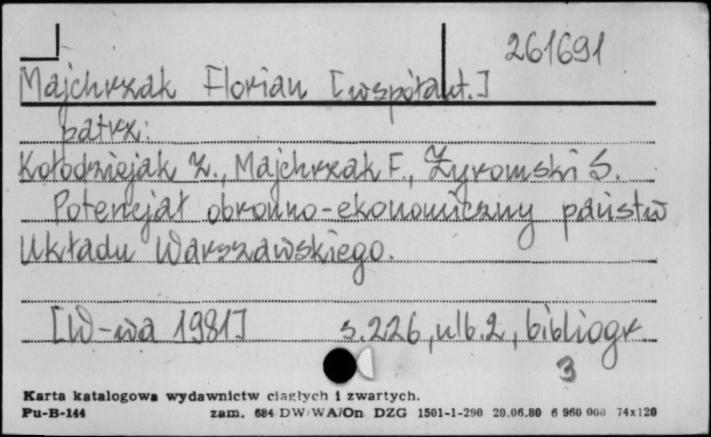 261691
Majchrzak Florian [współaut.]
patrz:
Kołodziejak Z., Majchrzak F., Żyromski S.
Potencjał obronno-ekonomiczny państw
Układu Warszawskiego.
[W-wa 1981] s.226, ulb.2, bibliogr
3
Karta katalogowa wydawnictw ciągłych i zwartych.
Pu-B-144 zam. 684 DW/WA/On DZG 1501-1-290 20.06.80 6 960 000 74x120